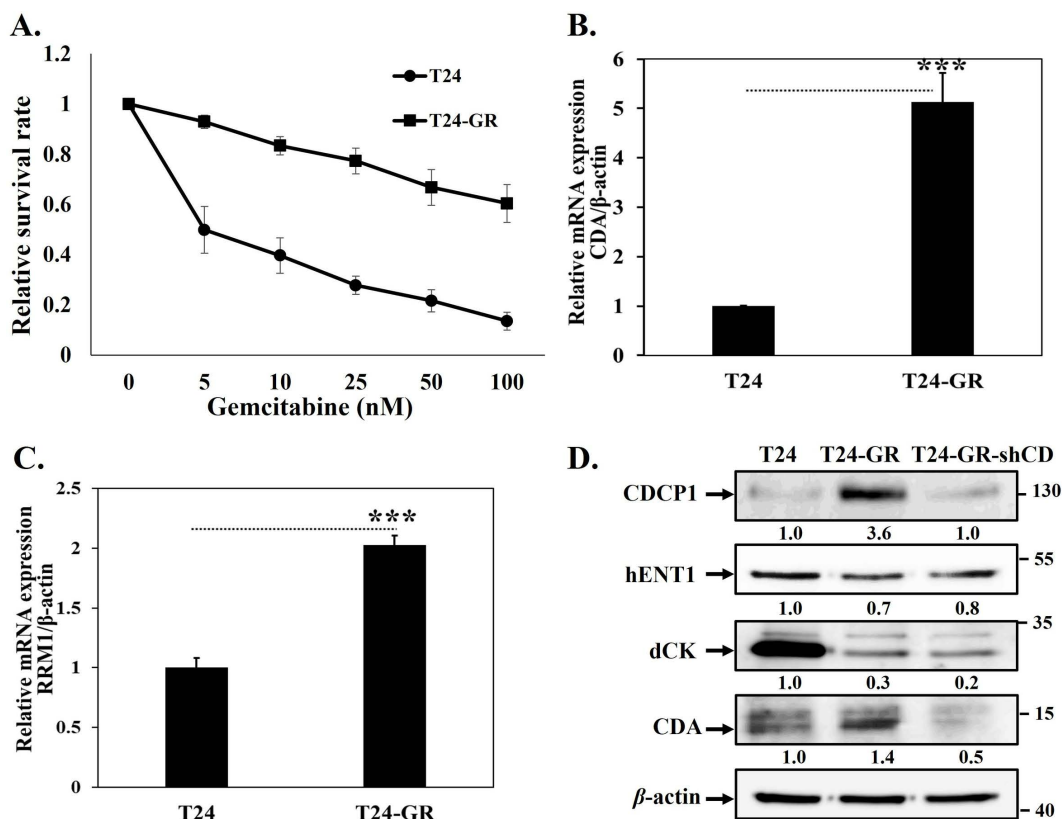 A.
1.2
1
0.8
0.6
0.4
0.2
0
Relative survival rate
T24
T24-GR
0 5 10 25 50 100
Gemcitabine (nM)
B.
6
5
4
3
2
1
0
Relative mRNA expression
CDA/β-actin
***
T24 T24-GR
C.
2.5
2
1.5
1
0.5
0
Relative mRNA expression
RRM1/β-actin
***
T24 T24-GR
D.
T24 T24-GR T24-GR-shCD
CDCP1 130
1.0 3.6 1.0
hENT1 55
1.0 0.7 0.8
dCK 35
1.0 0.3 0.2
CDA 15
1.0 1.4 0.5
β-actin 40